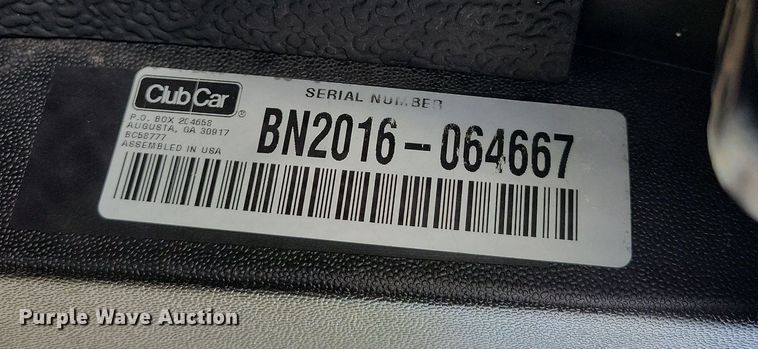 Club Car®
SERIAL NUMBER
P.O. BOX 204658
AUGUSTA, GA 30917
BC58777
ASSEMBLED IN USA
BN2016-064667
Purple Wave Auction